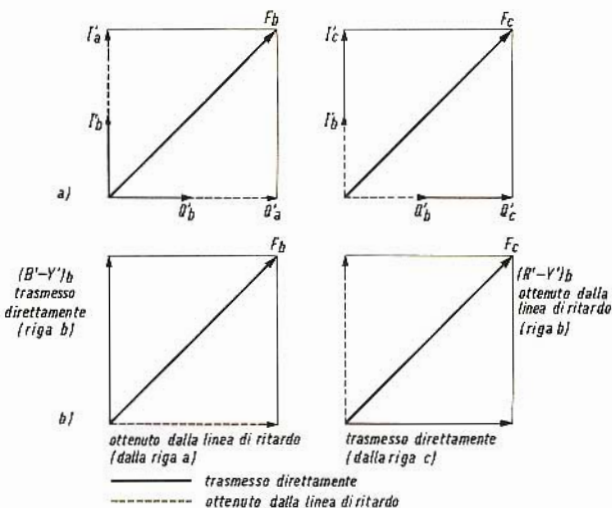 I'a
Fb
I'b
a)
Q'b
Q'a
I'c
Fc
I'b
Q'b
Q'c
Fb
(B'–Y')b
trasmesso
direttamente
(riga b)
b)
ottenuto dalla linea di ritardo
(dalla riga a)
Fc
(R'–Y')b
ottenuto dalla
linea di ritardo
(riga b)
trasmesso direttamente
(dalla riga c)
trasmesso direttamente
ottenuto dalla linea di ritardo